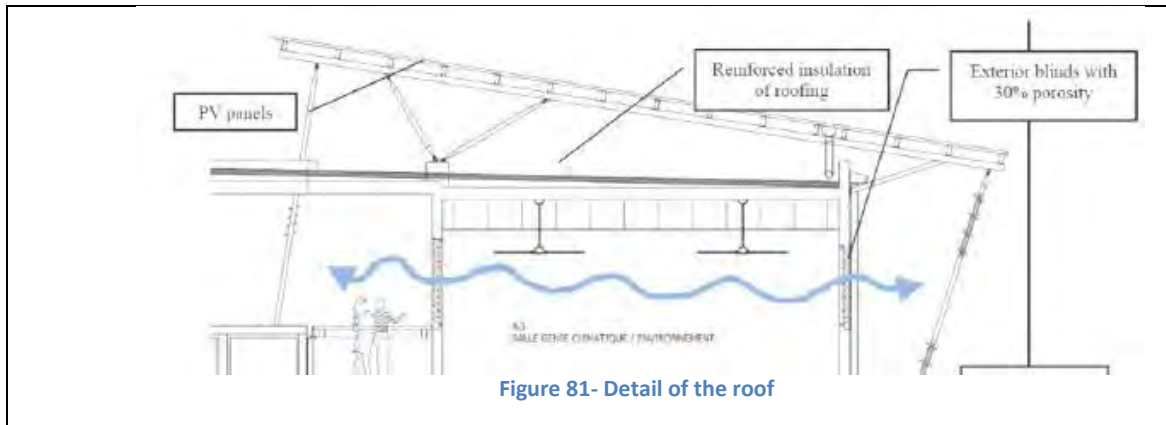 Reinforced insulation
of roofing
Exterior blinds with
30% porosity
PV panels
SALLE GENIE CLIMATIQUE / ENVIRONNEMENT
Figure 81- Detail of the roof